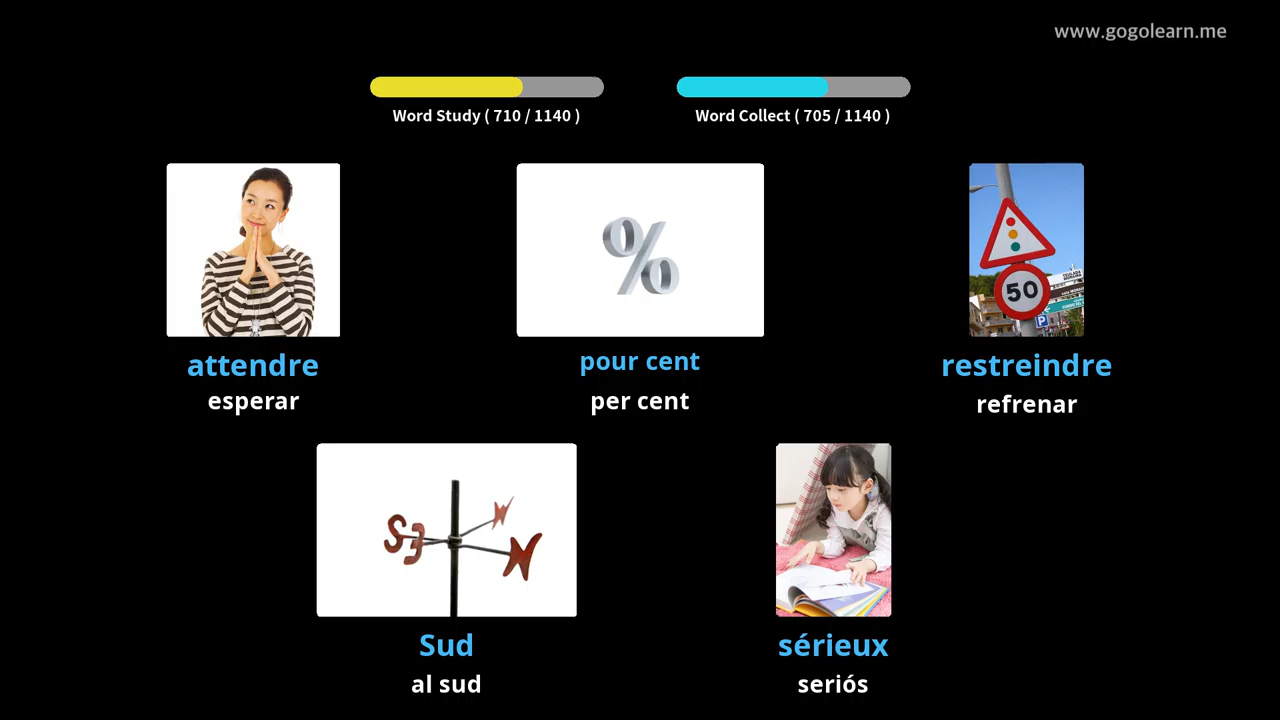 www.gogolearn.me
Word Study ( 710 / 1140 )
Word Collect ( 705 / 1140 )
%
50
P
attendre
esperar
pour cent
per cent
restreindre
refrenar
S E N W
Sud
al sud
sérieux
seriós